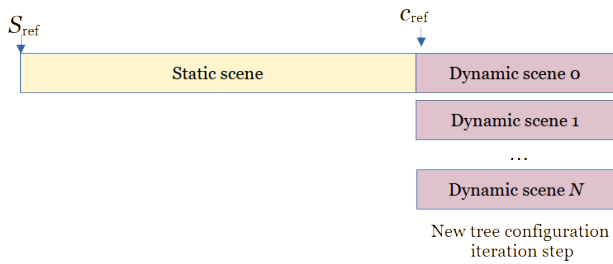 S_ref
c_ref
Static scene
Dynamic scene 0
Dynamic scene 1
...
Dynamic scene N
New tree configuration
iteration step